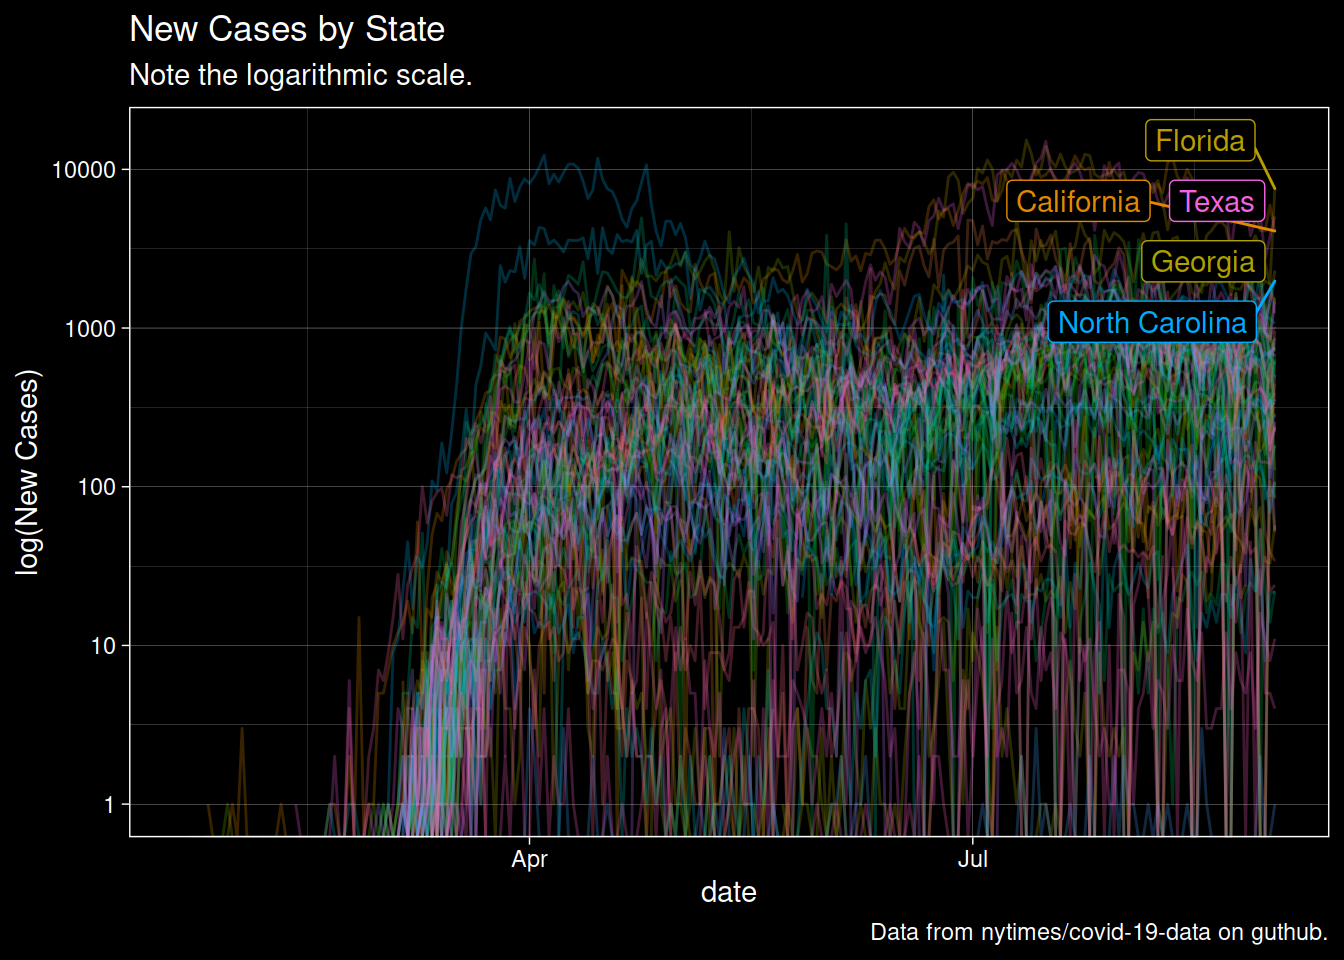 New Cases by State
Note the logarithmic scale.
log(New Cases)
10000
1000
100
10
1
Florida
California
Texas
Georgia
North Carolina
Apr
Jul
date
Data from nytimes/covid-19-data on guthub.